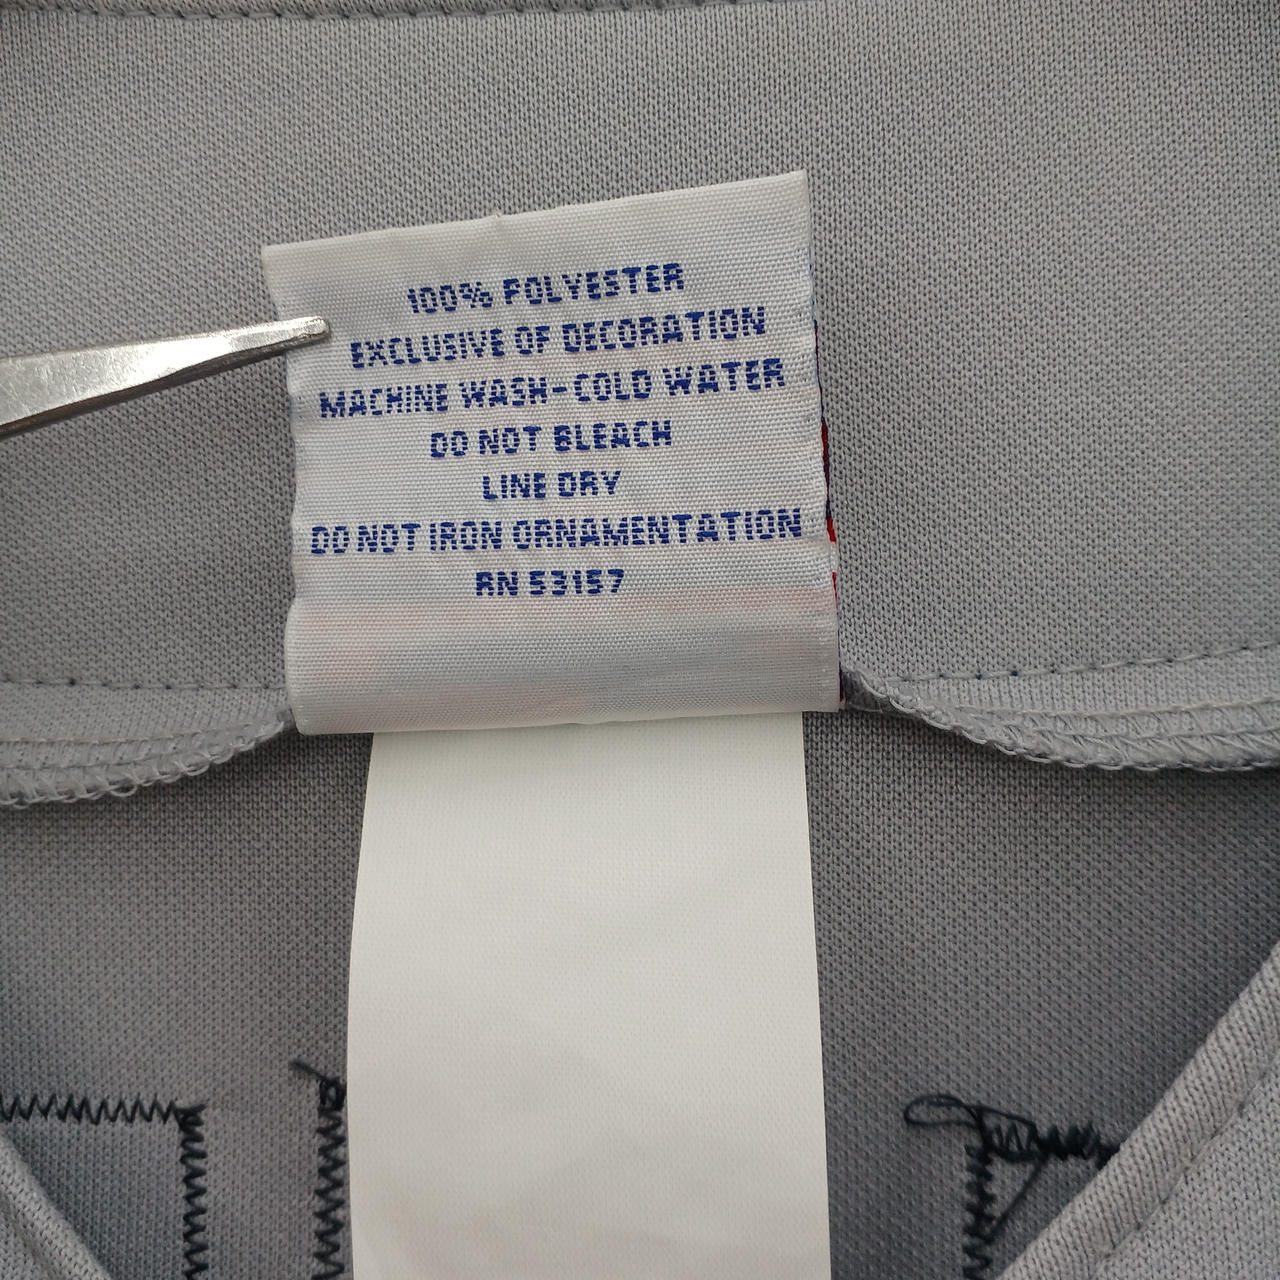 100% POLYESTER
EXCLUSIVE OF DECORATION
MACHINE WASH-COLD WATER
DO NOT BLEACH
LINE DRY
DO NOT IRON ORNAMENTATION
RN 53157